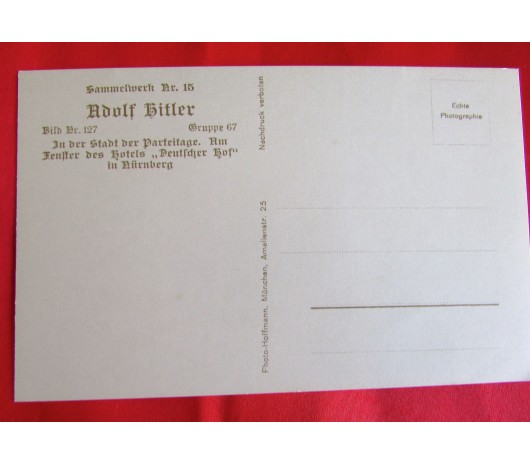 Sammelwerk Nr. 15
Adolf Hitler
Bild Nr. 127 Gruppe 67
In der Stadt der Parteitage. Am
Fenster des Hotels „Deutscher Hof“
in Nürnberg
Nachdruck verboten
Photo-Hoffmann, München, Amalienstr. 25
Echte
Photographie